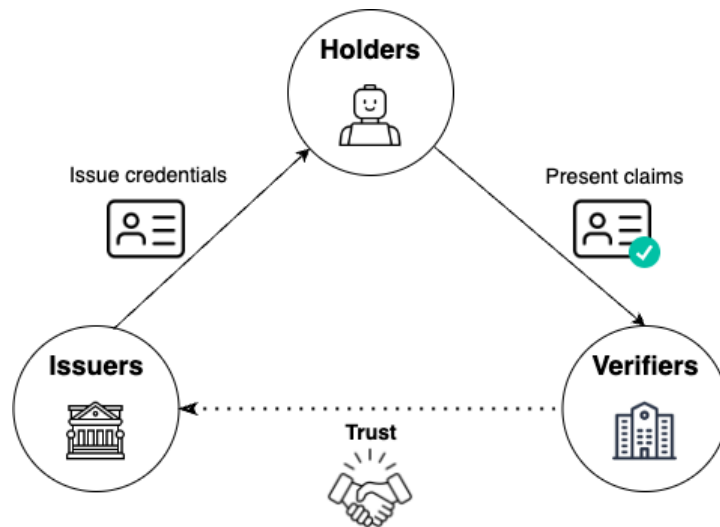 Holders
Issue credentials
Present claims
Issuers
Verifiers
Trust